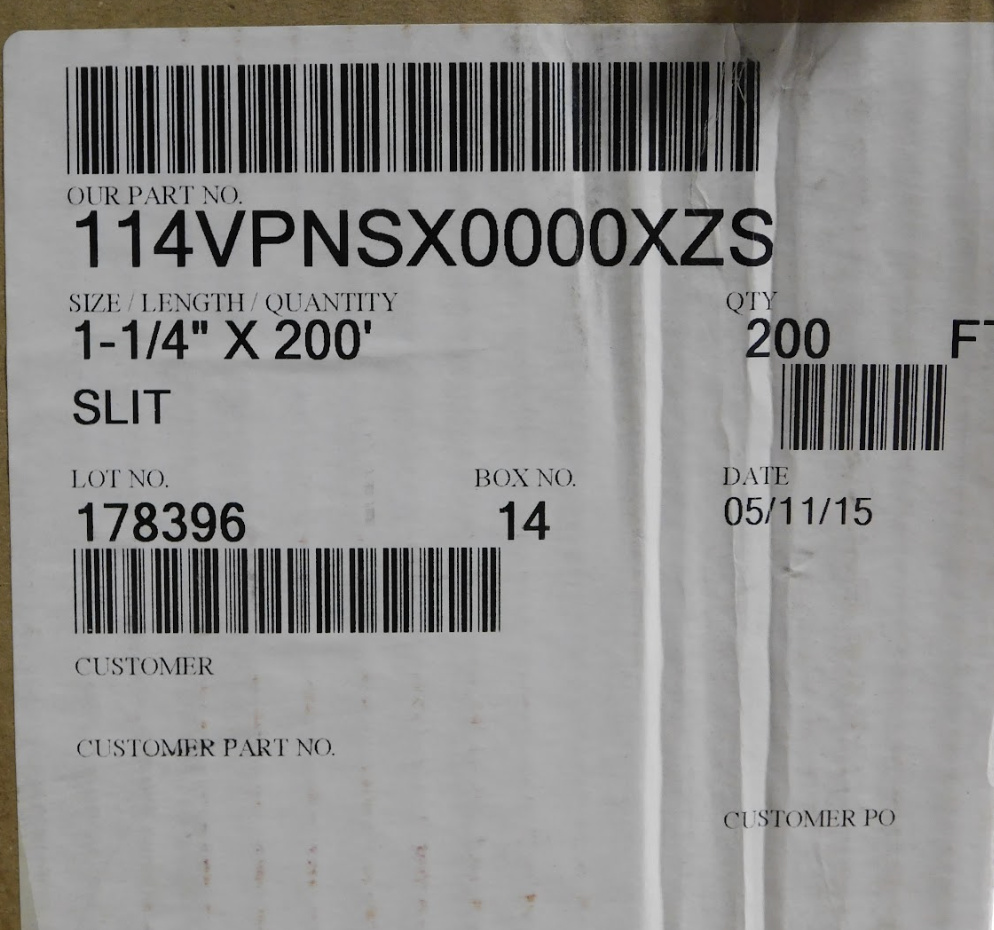 OUR PART NO.
114VPNSX0000XZS
SIZE / LENGTH / QUANTITY
1-1/4" X 200'
QTY
200 FT
SLIT
LOT NO.
178396
BOX NO.
14
DATE
05/11/15
CUSTOMER
CUSTOMER PART NO.
CUSTOMER PO